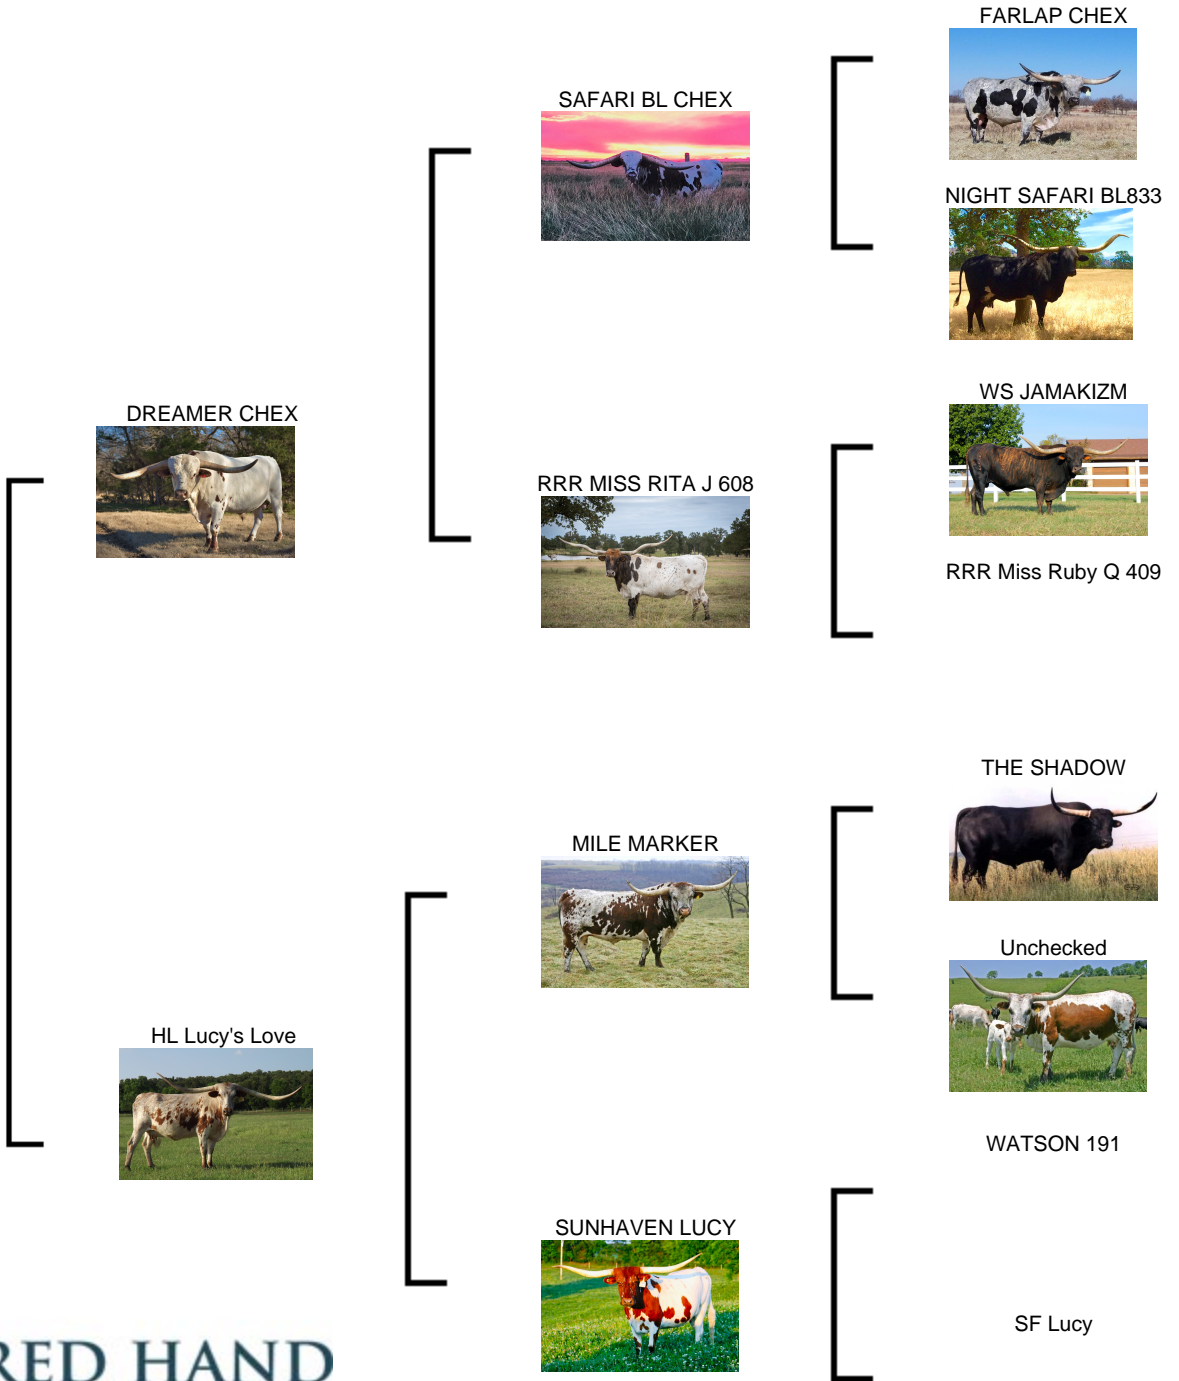 FARLAP CHEX
SAFARI BL CHEX
NIGHT SAFARI BL833
DREAMER CHEX
WS JAMAKIZM
RRR MISS RITA J 608
RRR Miss Ruby Q 409
THE SHADOW
MILE MARKER
Unchecked
HL Lucy's Love
WATSON 191
SUNHAVEN LUCY
SF Lucy
RED HAND